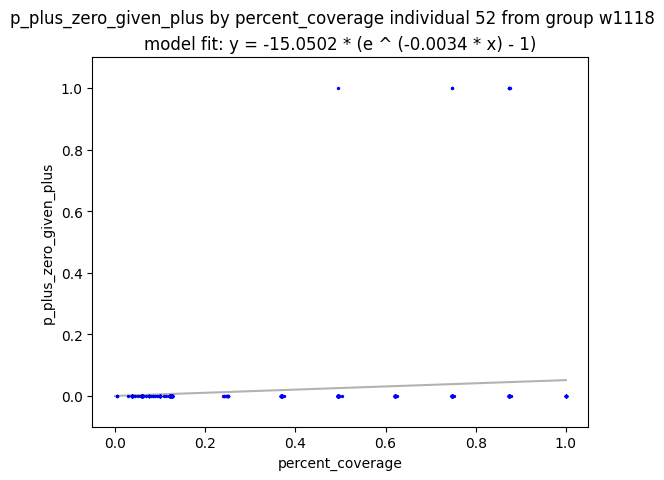 p_plus_zero_given_plus by percent_coverage individual 52 from group w1118
model fit: y = -15.0502 * (e ^ (-0.0034 * x) - 1)
1.0
0.8
0.6
0.4
0.2
0.0
p_plus_zero_given_plus
0.0 0.2 0.4 0.6 0.8 1.0
percent_coverage